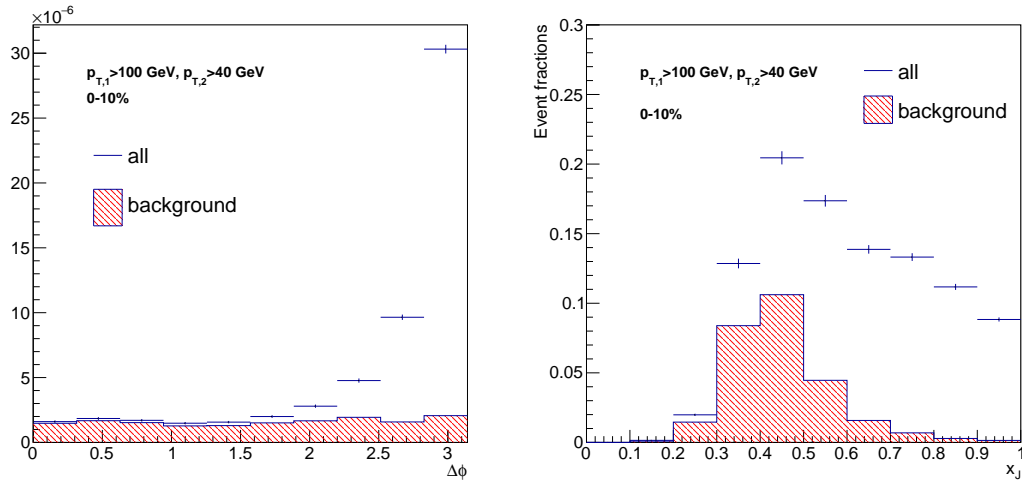 ×10⁻⁶
30
25
20
15
10
5
0
p_T,1>100 GeV, p_T,2>40 GeV
0-10%
all
background
0 0.5 1 1.5 2 2.5 3
Δϕ
Event fractions
0.3
0.25
0.2
0.15
0.1
0.05
0
p_T,1>100 GeV, p_T,2>40 GeV
0-10%
all
background
0 0.1 0.2 0.3 0.4 0.5 0.6 0.7 0.8 0.9 1
x_J